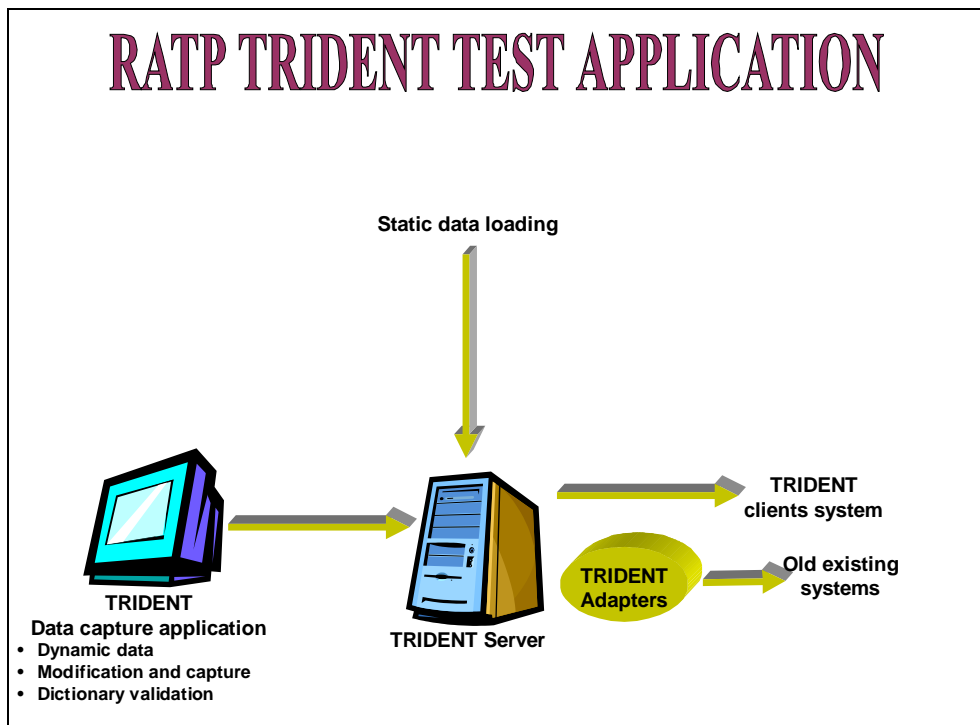 RATP TRIDENT TEST APPLICATION
Static data loading
TRIDENT
Data capture application
• Dynamic data
• Modification and capture
• Dictionary validation
TRIDENT Server
TRIDENT
clients system
TRIDENT
Adapters
Old existing
systems